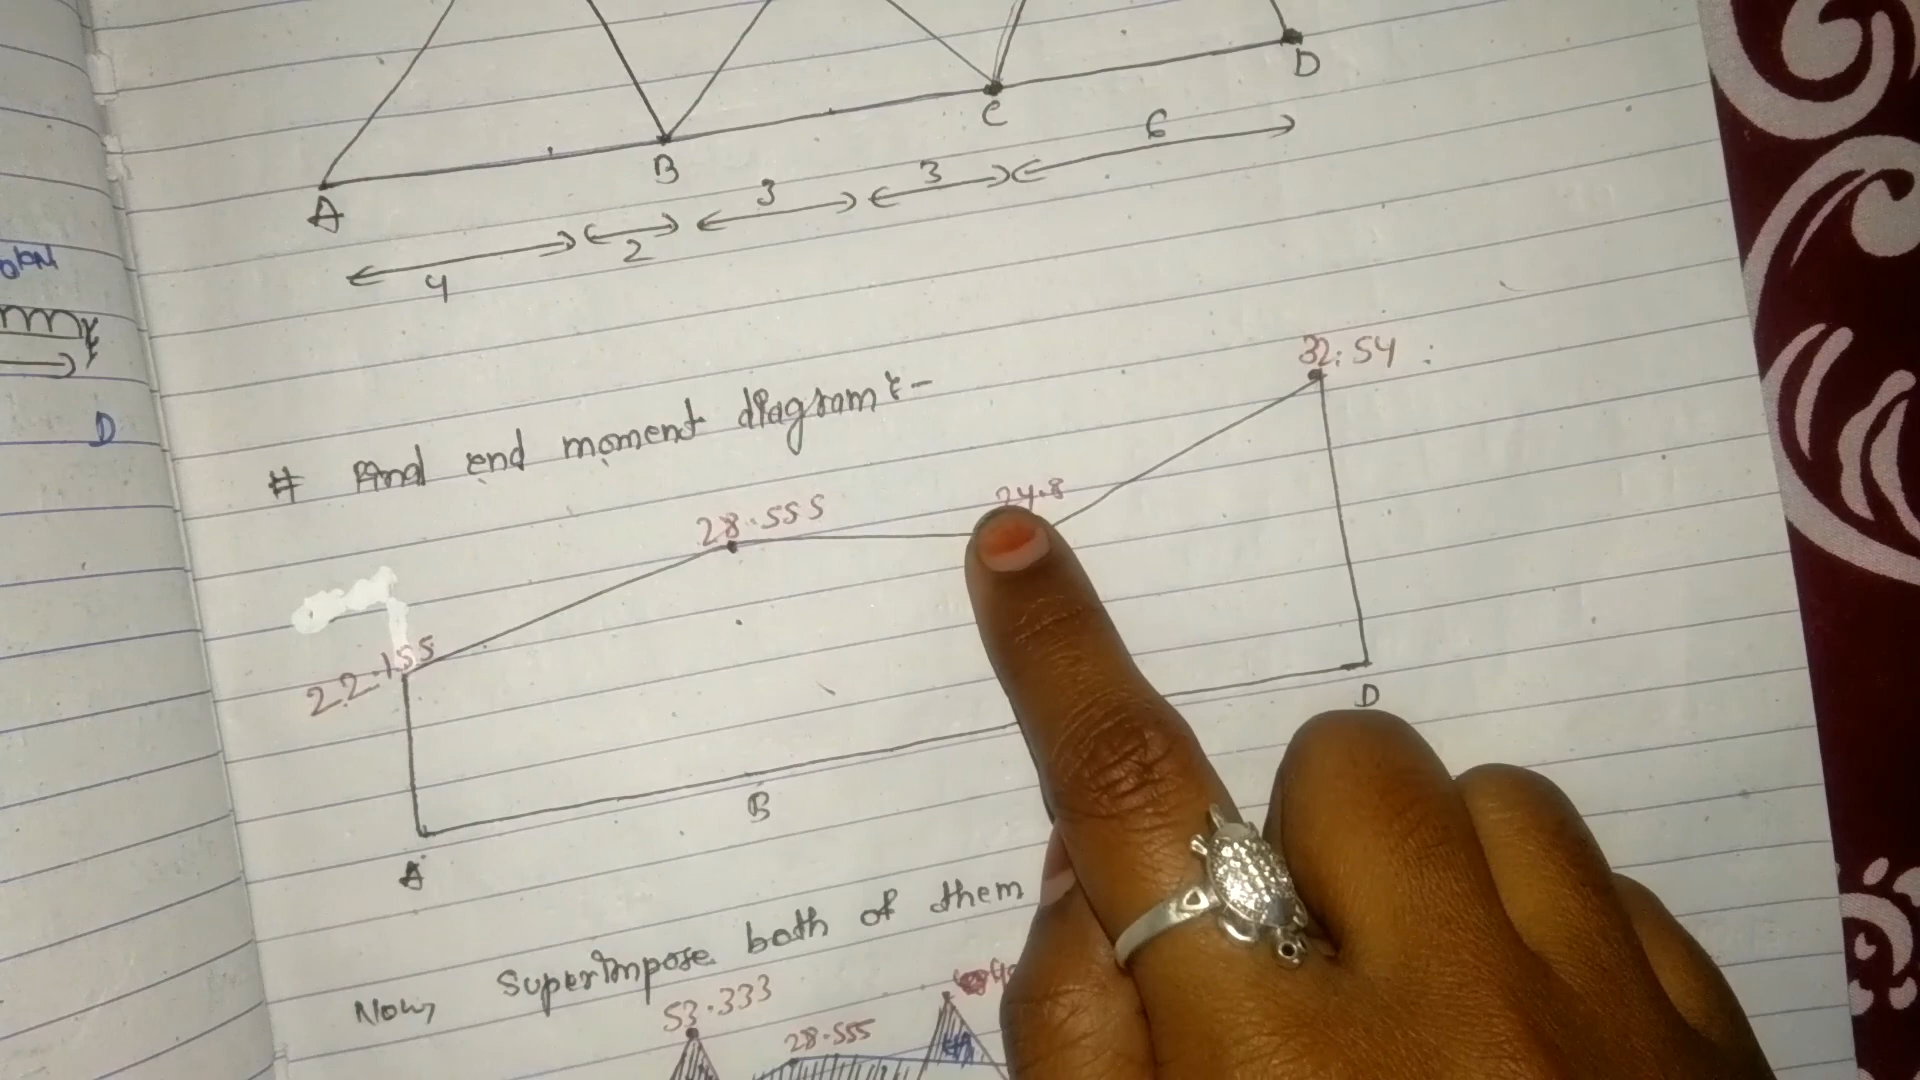 D
C
B
A
6
3
3
2
4
D
32.54
# Final end moment diagram :-
24.8
28.555
22.155
D
B
A
Now, Superimpose both of them
53.333
28.555